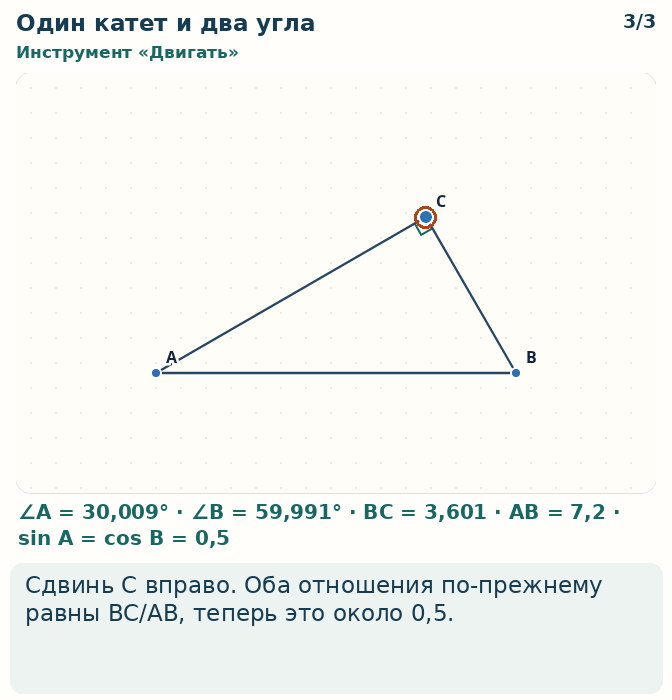 Один катет и два угла
3/3
Инструмент «Двигать»
C
A
B
∠A = 30,009° · ∠B = 59,991° · BC = 3,601 · AB = 7,2 ·
sin A = cos B = 0,5
Сдвинь C вправо. Оба отношения по-прежнему
равны BC/AB, теперь это около 0,5.